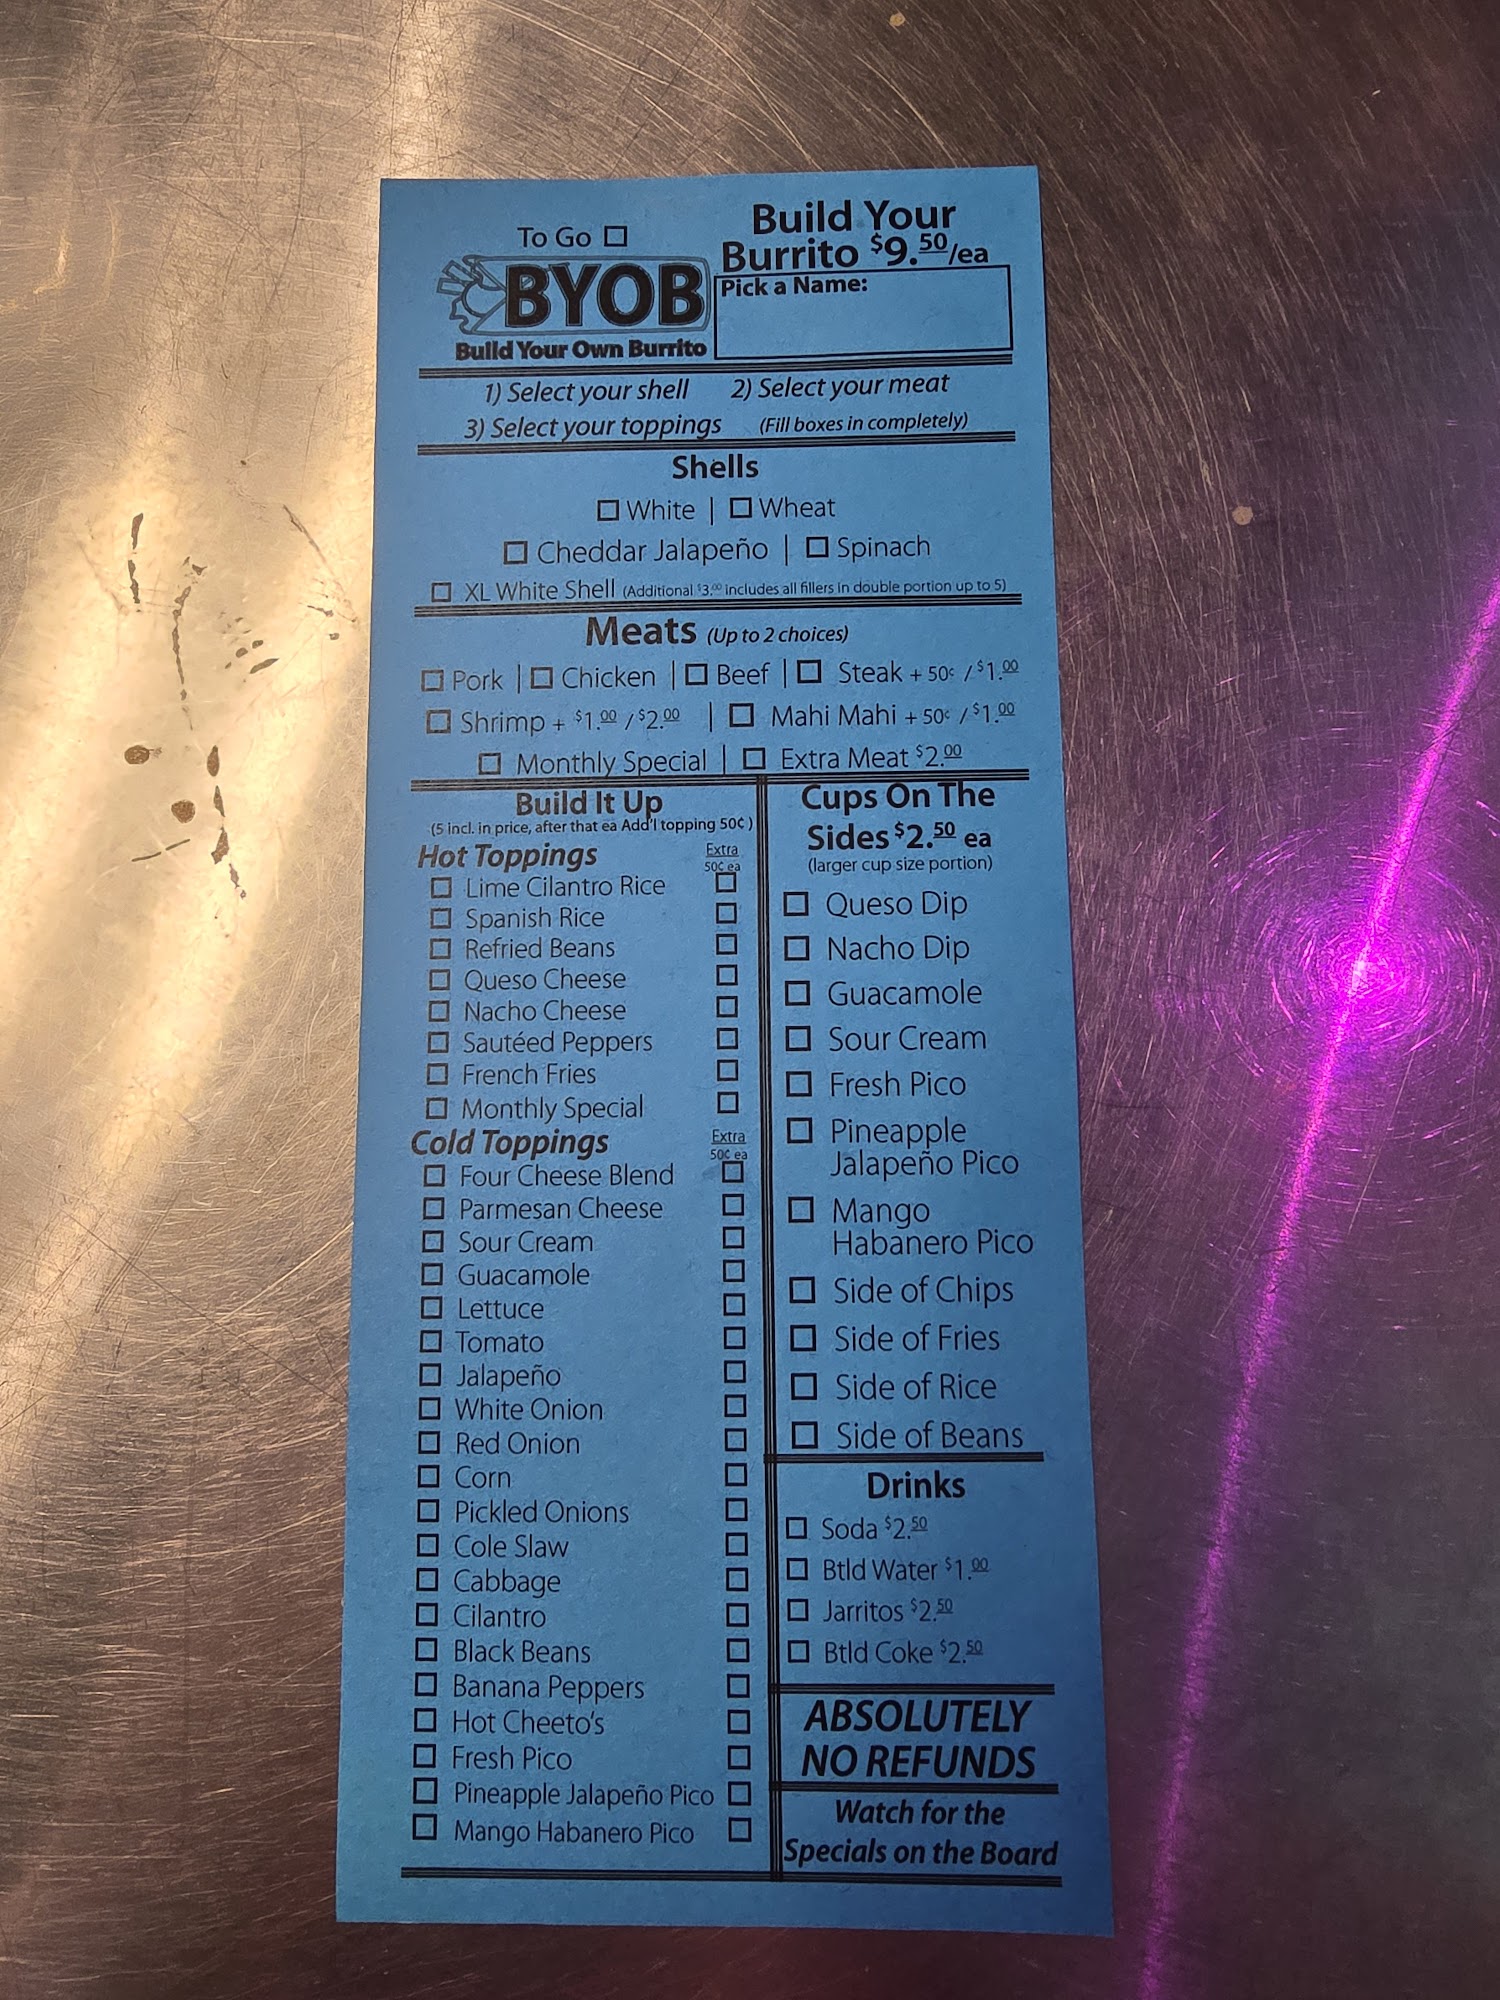 To Go
BYOB
Build Your Own Burrito
Build Your
Burrito $9.50/ea
Pick a Name:
1) Select your shell 2) Select your meat
3) Select your toppings (Fill boxes in completely)
Shells
White | Wheat
Cheddar Jalapeño | Spinach
XL White Shell (Additional $3.00 includes all fillers in double portion up to 5)
Meats (Up to 2 choices)
Pork | Chicken | Beef | Steak + 50¢ / $1.00
Shrimp + $1.00 / $2.00 | Mahi Mahi + 50¢ / $1.00
Monthly Special | Extra Meat $2.00
Build It Up
(5 incl. in price, after that ea Add'l topping 50¢)
Hot Toppings Extra
50¢ ea
Lime Cilantro Rice
Spanish Rice
Refried Beans
Queso Cheese
Nacho Cheese
Sautéed Peppers
French Fries
Monthly Special
Cold Toppings Extra
50¢ ea
Four Cheese Blend
Parmesan Cheese
Sour Cream
Guacamole
Lettuce
Tomato
Jalapeño
White Onion
Red Onion
Corn
Pickled Onions
Cole Slaw
Cabbage
Cilantro
Black Beans
Banana Peppers
Hot Cheeto's
Fresh Pico
Pineapple Jalapeño Pico
Mango Habanero Pico
Cups On The
Sides $2.50 ea
(larger cup size portion)
Queso Dip
Nacho Dip
Guacamole
Sour Cream
Fresh Pico
Pineapple
Jalapeño Pico
Mango
Habanero Pico
Side of Chips
Side of Fries
Side of Rice
Side of Beans
Drinks
Soda $2.50
Btld Water $1.00
Jarritos $2.50
Btld Coke $2.50
ABSOLUTELY
NO REFUNDS
Watch for the
Specials on the Board